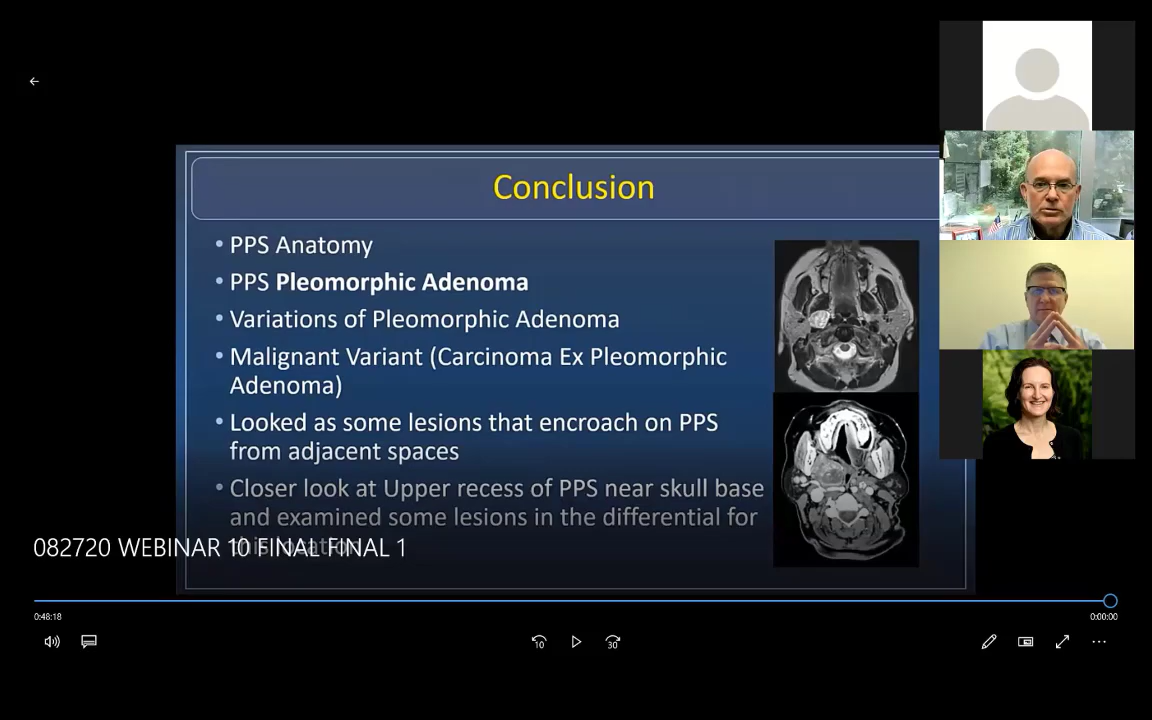 Conclusion
• PPS Anatomy
• PPS Pleomorphic Adenoma
• Variations of Pleomorphic Adenoma
• Malignant Variant (Carcinoma Ex Pleomorphic
Adenoma)
• Looked as some lesions that encroach on PPS
from adjacent spaces
• Closer look at Upper recess of PPS near skull base
and examined some lesions in the differential for
this location
082720 WEBINAR 10 FINAL FINAL 1
0:48:18
0:00:00
10
30